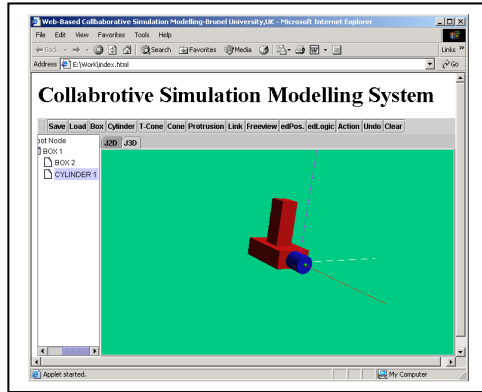 Web-Based Collbaborative Simulation Modelling-Brunel University,UK - Microsoft Internet Explorer
File Edit View Favorites Tools Help
Back Search Favorites Media Links »
Address E:\Work\index.html Go
Collabrotive Simulation Modelling System
Save Load Box Cylinder T-Cone Cone Protrusion Link Freeview edPos. edLogic Action Undo Clear
oot Node J2D J3D
BOX 1
BOX 2
CYLINDER 1
Applet started. My Computer